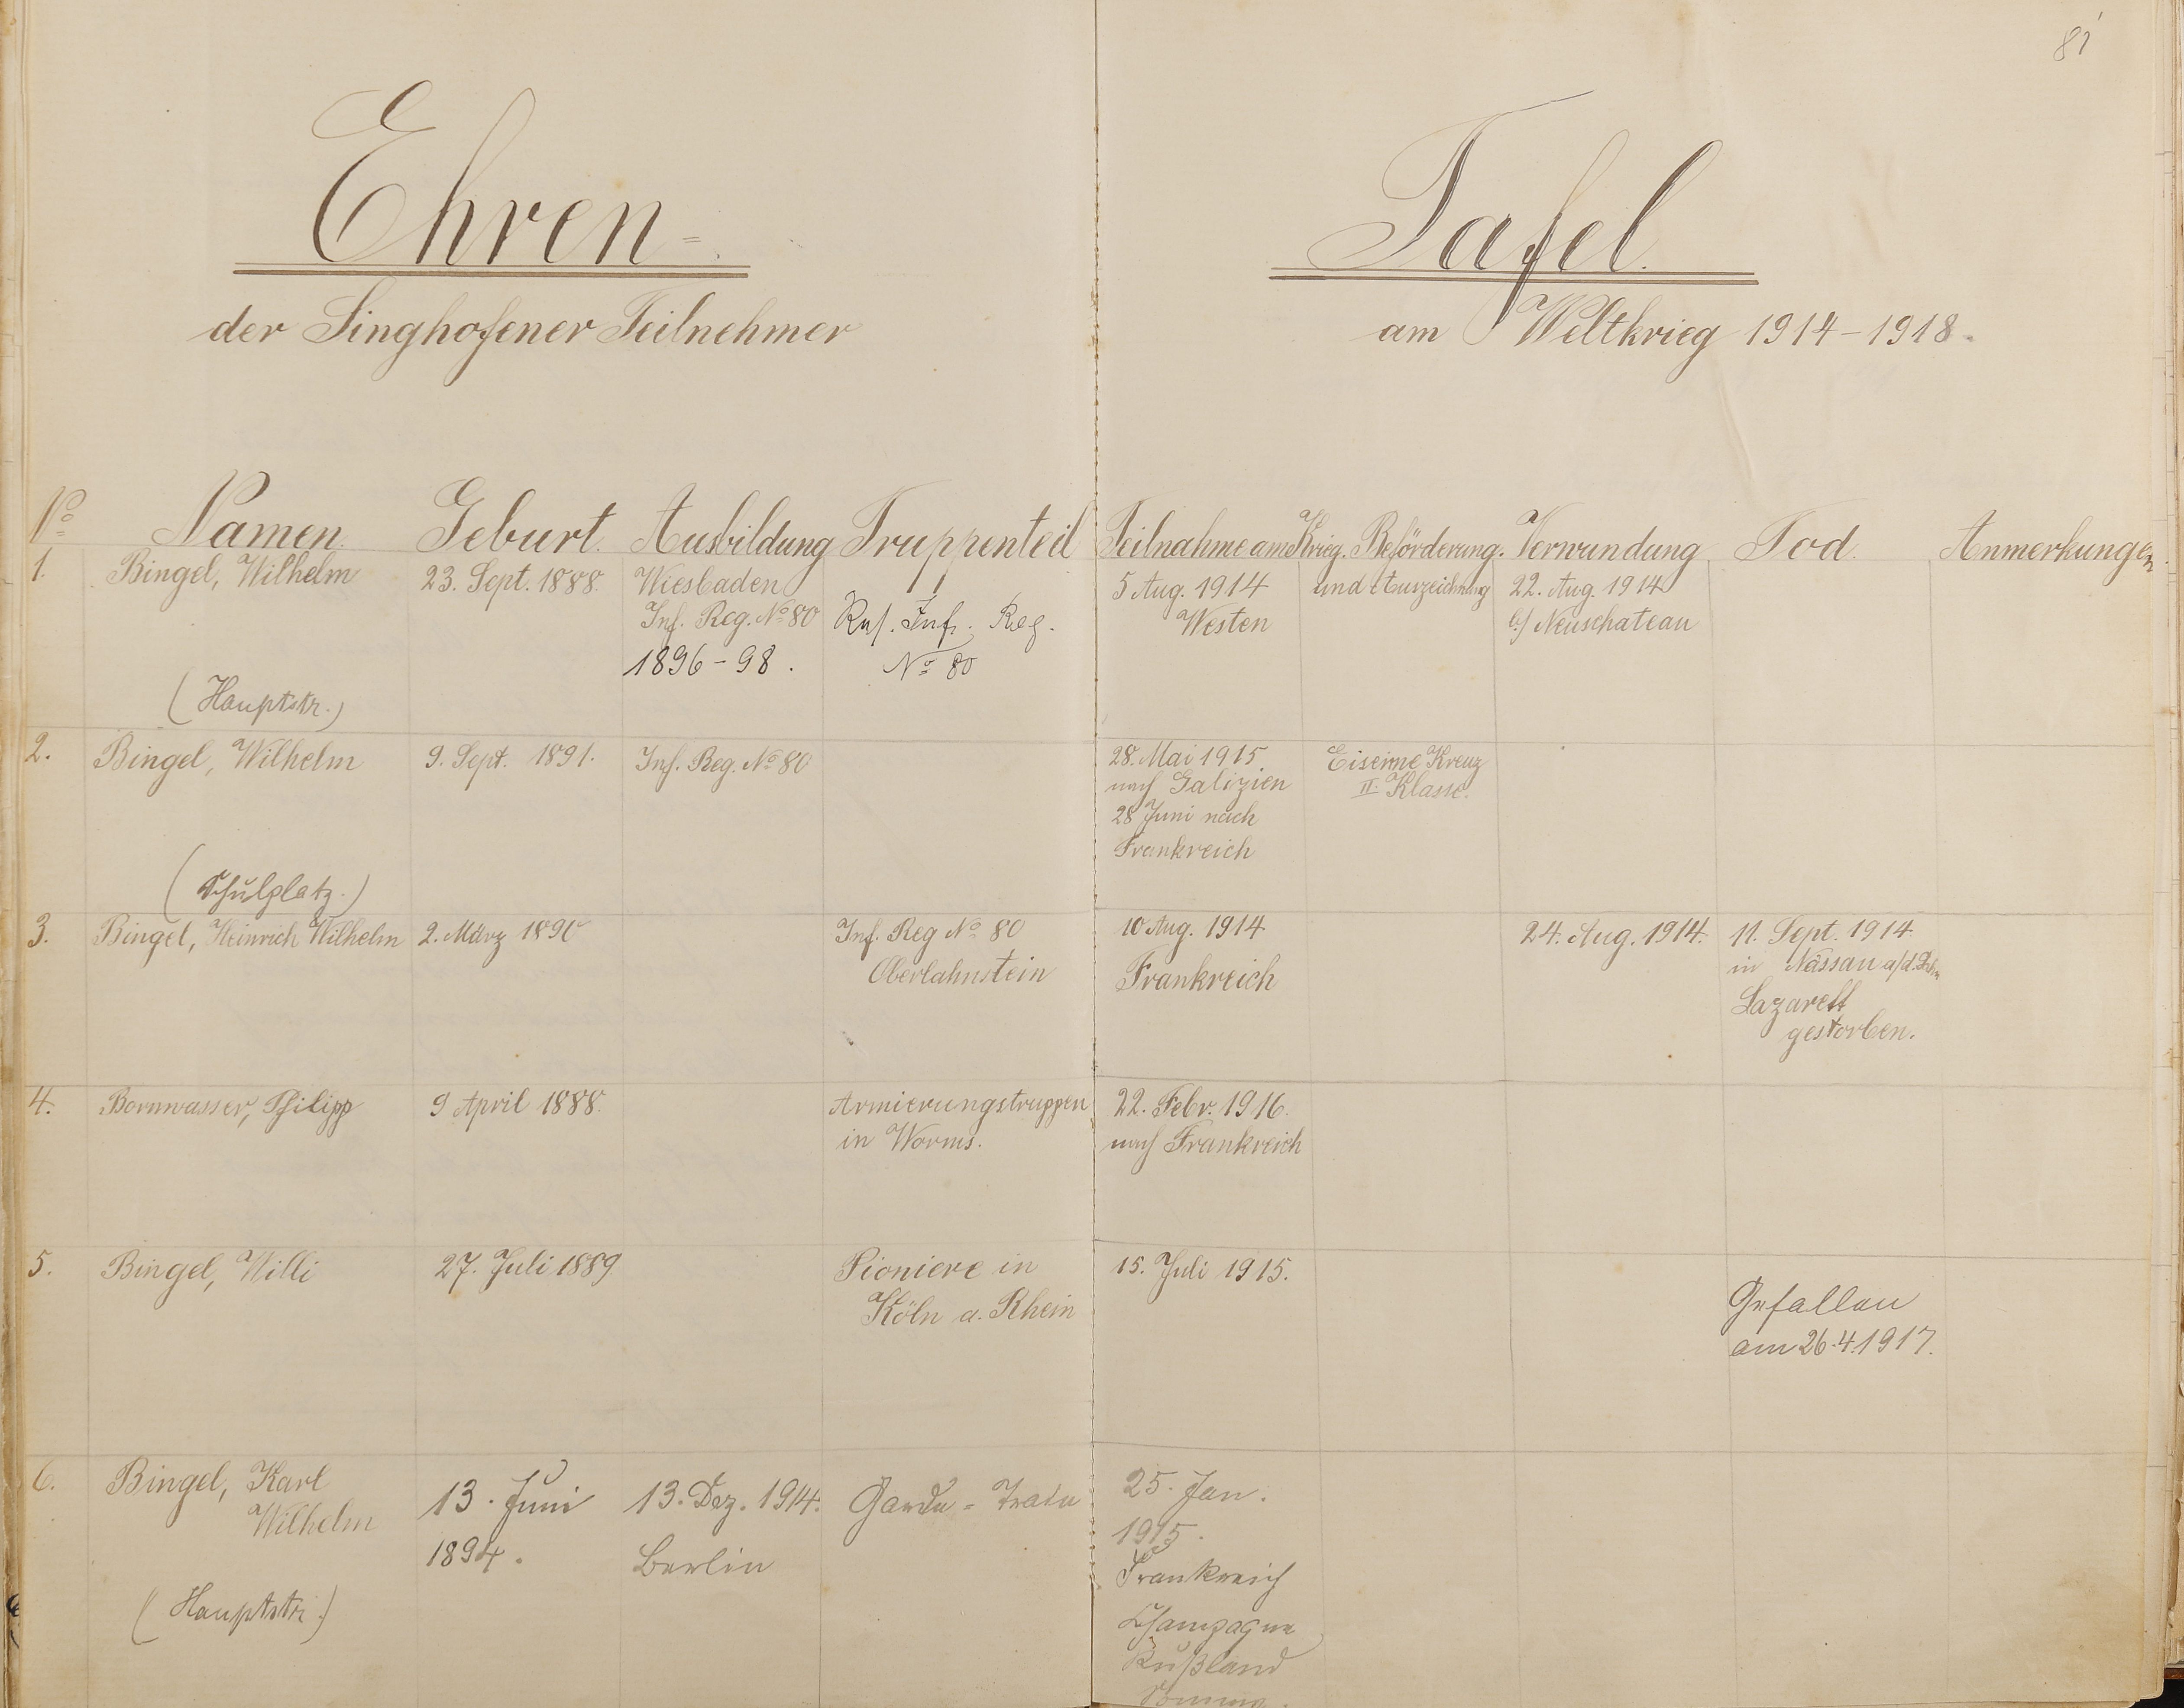 81
Ehren- Tafel.
der Singhofener Teilnehmer am Weltkrieg 1914-1918.
No Namen. Geburt. Ausbildung Truppenteil Teilnahme am Krieg. Beförderung. Verwundung Tod. Anmerkungen
und Auszeichnung
1. Bingel, Wilhelm 23. Sept. 1888. Wiesbaden 5 Aug. 1914 22. Aug. 1914
Inf. Reg. No 80 Res. Inf. Reg. Westen b/ Neuschateau
1896-98. No 80
(Hauptstr.)
2. Bingel, Wilhelm 9. Sept. 1891. Inf. Reg. No 80 28. Mai 1915 Eiserne Kreuz
nach Galizien II. Klasse.
28 Juni nach
Frankreich
(Schulplatz.)
3. Bingel, Heinrich Wilhelm 2. März 1890 Inf. Reg No 80 10 Aug. 1914 24. Aug. 1914. 11. Sept. 1914
Oberlahnstein Frankreich in Nassau a/d. Lahn
Lazarett
gestorben.
4. Bornwasser, Philipp 9 April 1888. Armierungstruppen 22. Febr. 1916.
in Worms. nach Frankreich
5. Bingel, Willi 27. Juli 1889. Pioniere in 15. Juli 1915.
Köln a. Rhein Gefallen
am 26.4.1917.
6. Bingel, Karl 13. Juni 13. Dez. 1914. Garde-Train 25. Jan.
Wilhelm 1894. Berlin 1915.
Frankreich
(Hauptstr.) Champagne
Rußland